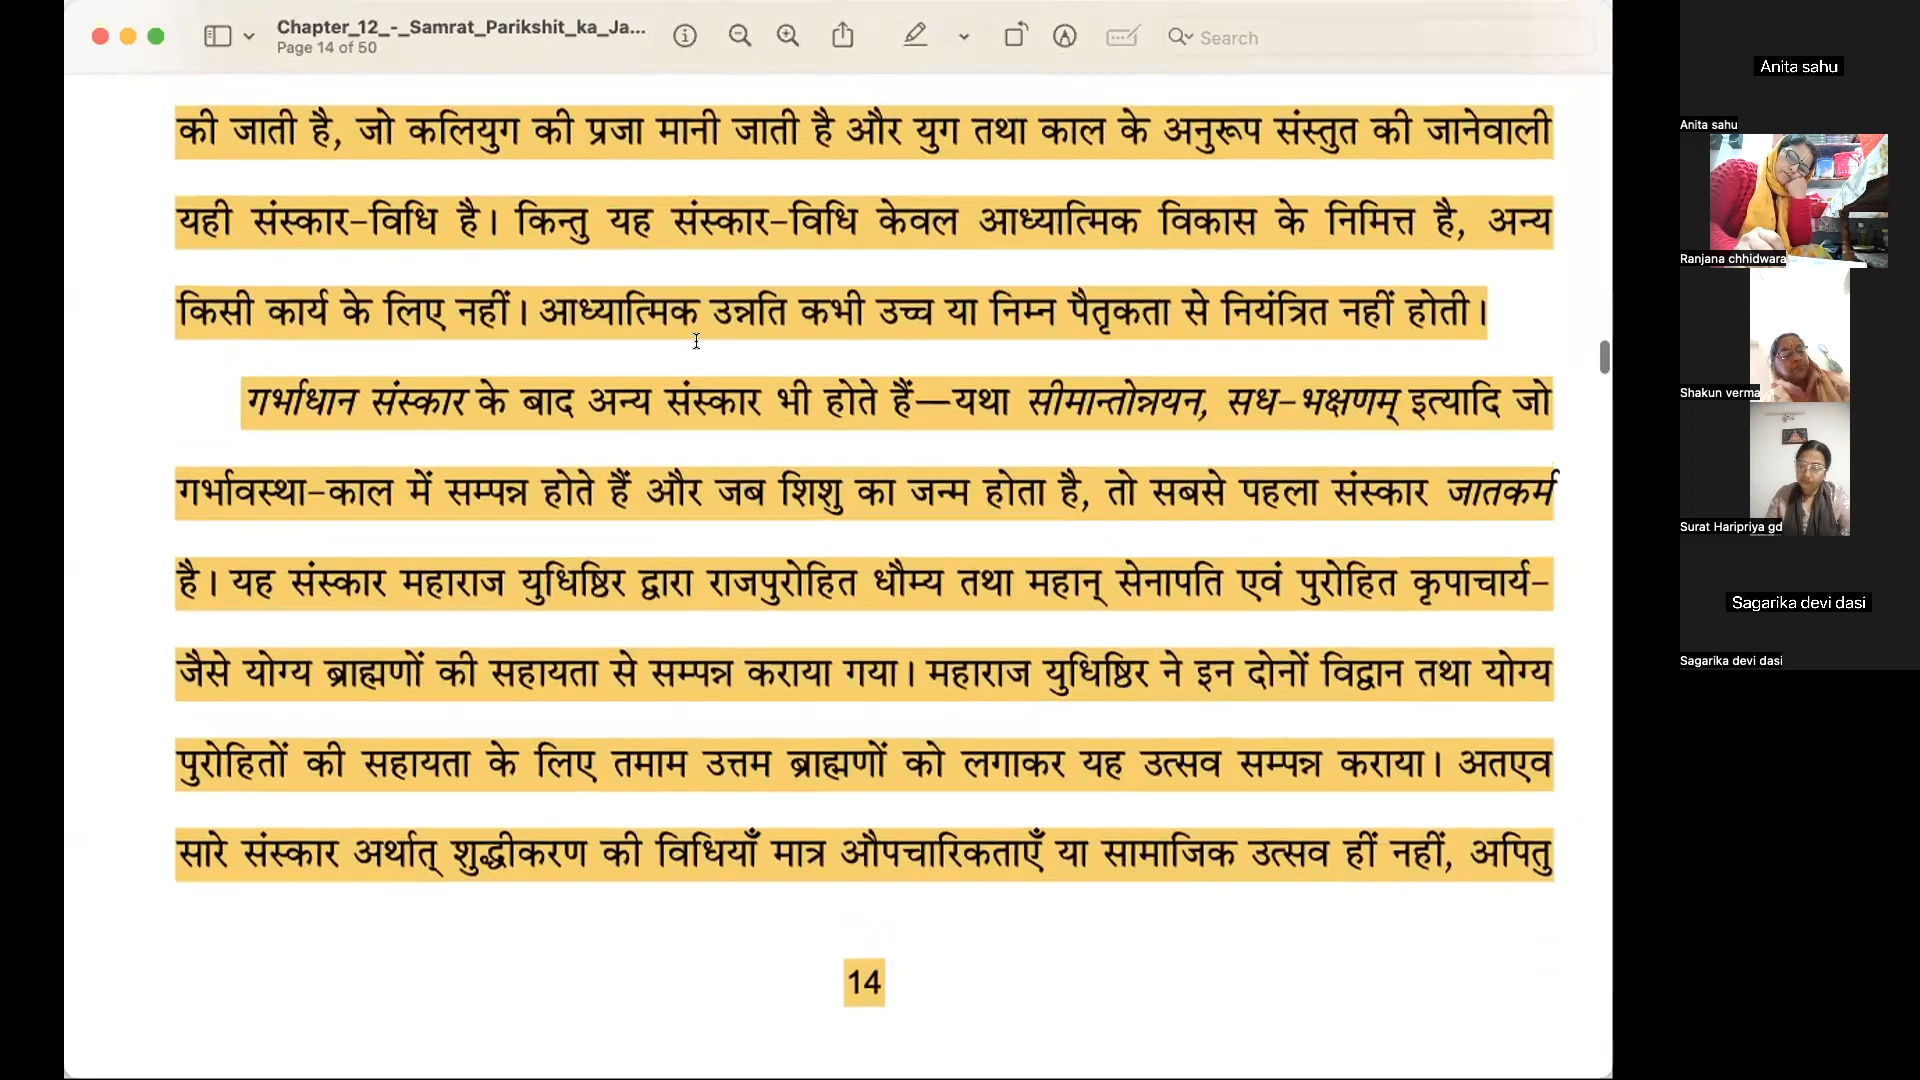 Chapter_12_-_Samrat_Parikshit_ka_Ja...
Page 14 of 50
Search
की जाती है, जो कलियुग की प्रजा मानी जाती है और युग तथा काल के अनुरूप संस्तुत की जानेवाली
यही संस्कार-विधि है। किन्तु यह संस्कार-विधि केवल आध्यात्मिक विकास के निमित्त है, अन्य
किसी कार्य के लिए नहीं। आध्यात्मिक उन्नति कभी उच्च या निम्न पैतृकता से नियंत्रित नहीं होती।
गर्भाधान संस्कार के बाद अन्य संस्कार भी होते हैं—यथा सीमान्तोन्नयन, सध-भक्षणम् इत्यादि जो
गर्भावस्था-काल में सम्पन्न होते हैं और जब शिशु का जन्म होता है, तो सबसे पहला संस्कार जातकर्म
है। यह संस्कार महाराज युधिष्ठिर द्वारा राजपुरोहित धौम्य तथा महान् सेनापति एवं पुरोहित कृपाचार्य-
जैसे योग्य ब्राह्मणों की सहायता से सम्पन्न कराया गया। महाराज युधिष्ठिर ने इन दोनों विद्वान तथा योग्य
पुरोहितों की सहायता के लिए तमाम उत्तम ब्राह्मणों को लगाकर यह उत्सव सम्पन्न कराया। अतएव
सारे संस्कार अर्थात् शुद्धीकरण की विधियाँ मात्र औपचारिकताएँ या सामाजिक उत्सव हीं नहीं, अपितु
14
Anita sahu
Anita sahu
Ranjana chhidwara
Shakun verma
Surat Haripriya gd
Sagarika devi dasi
Sagarika devi dasi